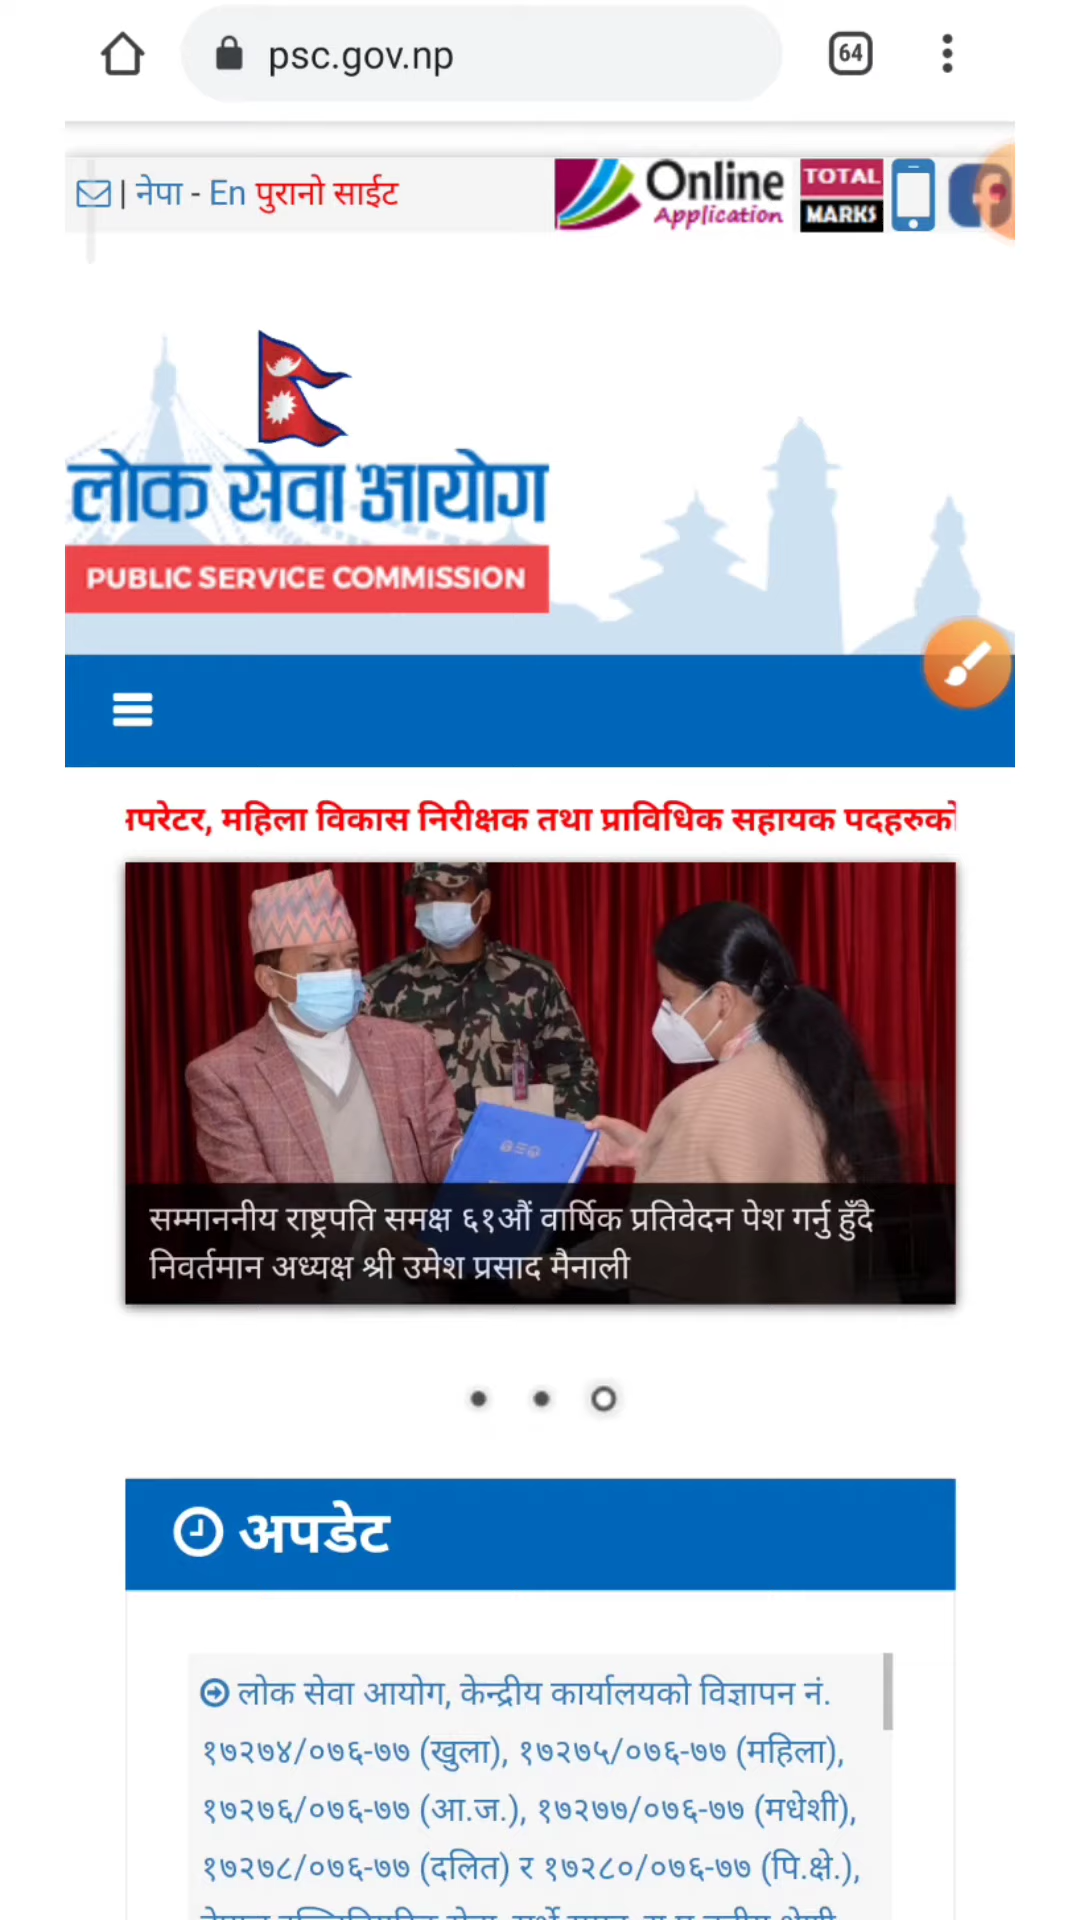 psc.gov.np
64
| नेपा - En पुरानो साईट
Online
Application
TOTAL
MARKS
लोक सेवा आयोग
PUBLIC SERVICE COMMISSION
महिला विकास निरीक्षक तथा प्राविधिक सहायक पदहरुको
सम्माननीय राष्ट्रपति समक्ष ६१औं वार्षिक प्रतिवेदन पेश गर्नु हुँदै
निवर्तमान अध्यक्ष श्री उमेश प्रसाद मैनाली
अपडेट
लोक सेवा आयोग, केन्द्रीय कार्यालयको विज्ञापन नं.
१७२७४/०७६-७७ (खुला), १७२७५/०७६-७७ (महिला),
१७२७६/०७६-७७ (आ.ज.), १७२७७/०७६-७७ (मधेशी),
१७२७८/०७६-७७ (दलित) र १७२८०/०७६-७७ (पि.क्षे.),